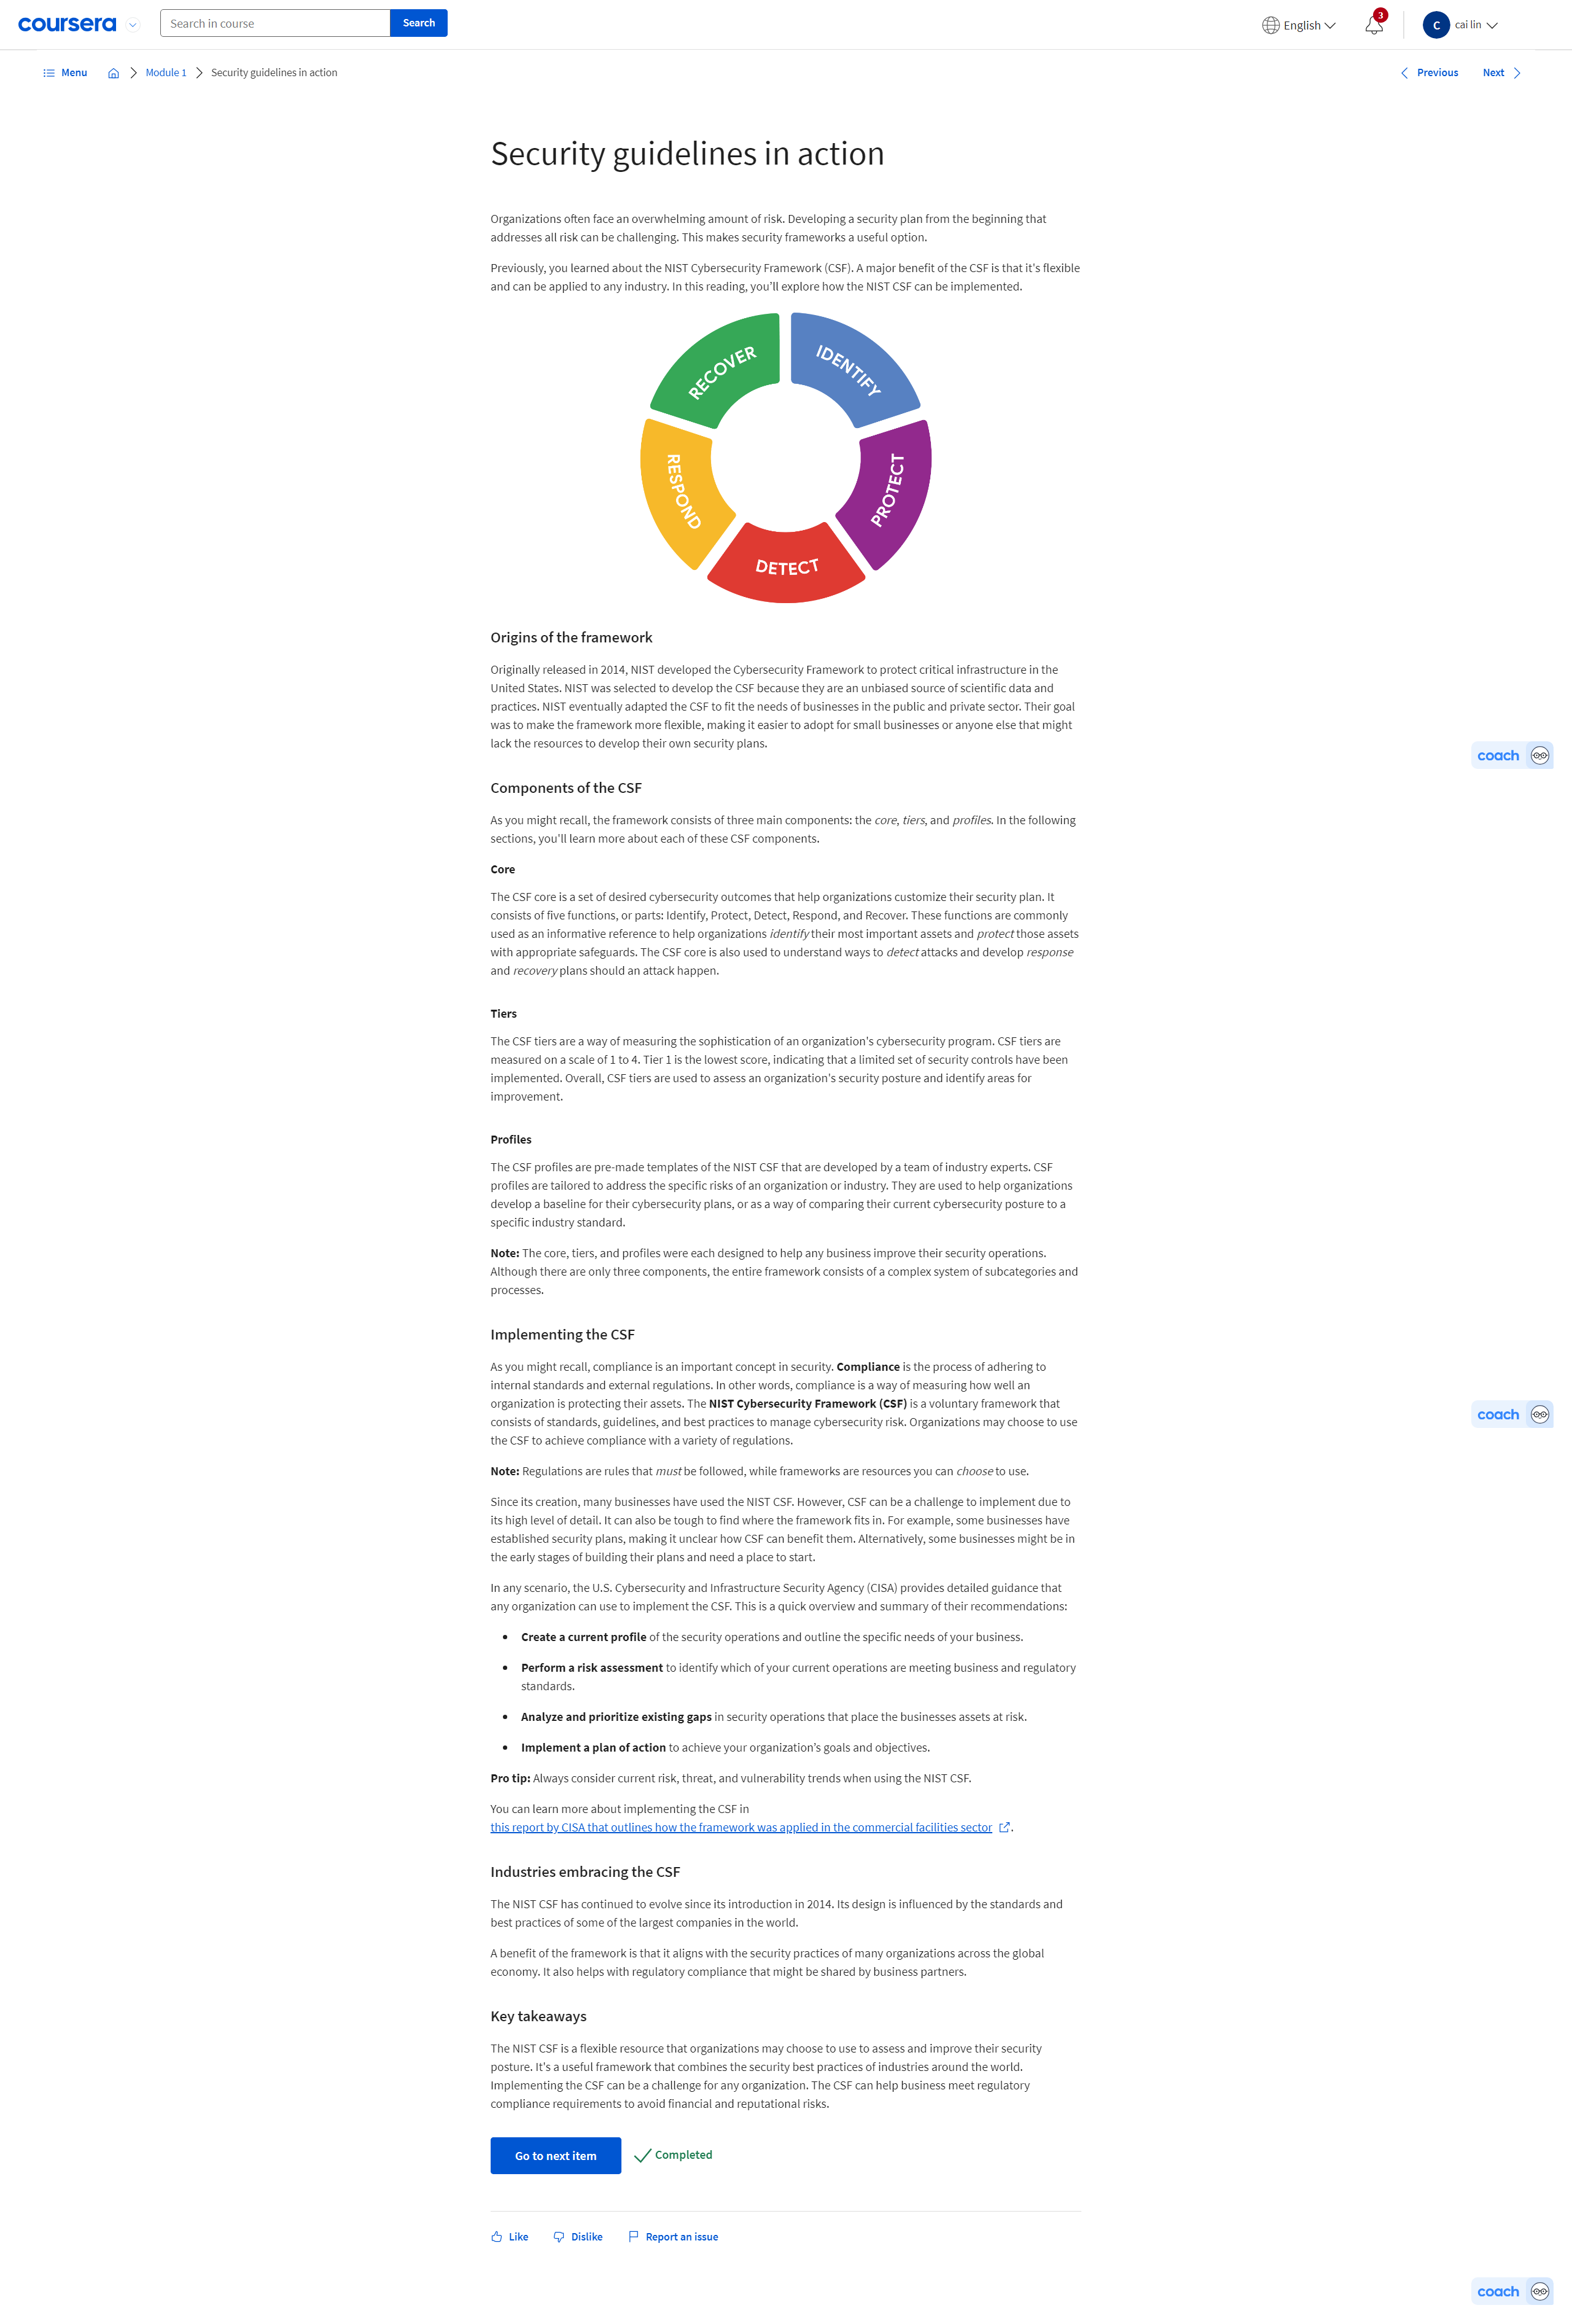 coursera
Search in course
Search
English
3
C
cai lin
Menu
Module 1
Security guidelines in action
Previous
Next
Security guidelines in action
Organizations often face an overwhelming amount of risk. Developing a security plan from the beginning that
addresses all risk can be challenging. This makes security frameworks a useful option.
Previously, you learned about the NIST Cybersecurity Framework (CSF). A major benefit of the CSF is that it's flexible
and can be applied to any industry. In this reading, you'll explore how the NIST CSF can be implemented.
RECOVER
IDENTIFY
RESPOND
PROTECT
DETECT
Origins of the framework
Originally released in 2014, NIST developed the Cybersecurity Framework to protect critical infrastructure in the
United States. NIST was selected to develop the CSF because they are an unbiased source of scientific data and
practices. NIST eventually adapted the CSF to fit the needs of businesses in the public and private sector. Their goal
was to make the framework more flexible, making it easier to adopt for small businesses or anyone else that might
lack the resources to develop their own security plans.
coach
Components of the CSF
As you might recall, the framework consists of three main components: the core, tiers, and profiles. In the following
sections, you'll learn more about each of these CSF components.
Core
The CSF core is a set of desired cybersecurity outcomes that help organizations customize their security plan. It
consists of five functions, or parts: Identify, Protect, Detect, Respond, and Recover. These functions are commonly
used as an informative reference to help organizations identify their most important assets and protect those assets
with appropriate safeguards. The CSF core is also used to understand ways to detect attacks and develop response
and recovery plans should an attack happen.
Tiers
The CSF tiers are a way of measuring the sophistication of an organization's cybersecurity program. CSF tiers are
measured on a scale of 1 to 4. Tier 1 is the lowest score, indicating that a limited set of security controls have been
implemented. Overall, CSF tiers are used to assess an organization's security posture and identify areas for
improvement.
Profiles
The CSF profiles are pre-made templates of the NIST CSF that are developed by a team of industry experts. CSF
profiles are tailored to address the specific risks of an organization or industry. They are used to help organizations
develop a baseline for their cybersecurity plans, or as a way of comparing their current cybersecurity posture to a
specific industry standard.
Note: The core, tiers, and profiles were each designed to help any business improve their security operations.
Although there are only three components, the entire framework consists of a complex system of subcategories and
processes.
Implementing the CSF
As you might recall, compliance is an important concept in security. Compliance is the process of adhering to
internal standards and external regulations. In other words, compliance is a way of measuring how well an
organization is protecting their assets. The NIST Cybersecurity Framework (CSF) is a voluntary framework that
consists of standards, guidelines, and best practices to manage cybersecurity risk. Organizations may choose to use
the CSF to achieve compliance with a variety of regulations.
coach
Note: Regulations are rules that must be followed, while frameworks are resources you can choose to use.
Since its creation, many businesses have used the NIST CSF. However, CSF can be a challenge to implement due to
its high level of detail. It can also be tough to find where the framework fits in. For example, some businesses have
established security plans, making it unclear how CSF can benefit them. Alternatively, some businesses might be in
the early stages of building their plans and need a place to start.
In any scenario, the U.S. Cybersecurity and Infrastructure Security Agency (CISA) provides detailed guidance that
any organization can use to implement the CSF. This is a quick overview and summary of their recommendations:
• Create a current profile of the security operations and outline the specific needs of your business.
• Perform a risk assessment to identify which of your current operations are meeting business and regulatory
standards.
• Analyze and prioritize existing gaps in security operations that place the businesses assets at risk.
• Implement a plan of action to achieve your organization's goals and objectives.
Pro tip: Always consider current risk, threat, and vulnerability trends when using the NIST CSF.
You can learn more about implementing the CSF in
this report by CISA that outlines how the framework was applied in the commercial facilities sector .
Industries embracing the CSF
The NIST CSF has continued to evolve since its introduction in 2014. Its design is influenced by the standards and
best practices of some of the largest companies in the world.
A benefit of the framework is that it aligns with the security practices of many organizations across the global
economy. It also helps with regulatory compliance that might be shared by business partners.
Key takeaways
The NIST CSF is a flexible resource that organizations may choose to use to assess and improve their security
posture. It's a useful framework that combines the security best practices of industries around the world.
Implementing the CSF can be a challenge for any organization. The CSF can help business meet regulatory
compliance requirements to avoid financial and reputational risks.
Go to next item
Completed
Like
Dislike
Report an issue
coach